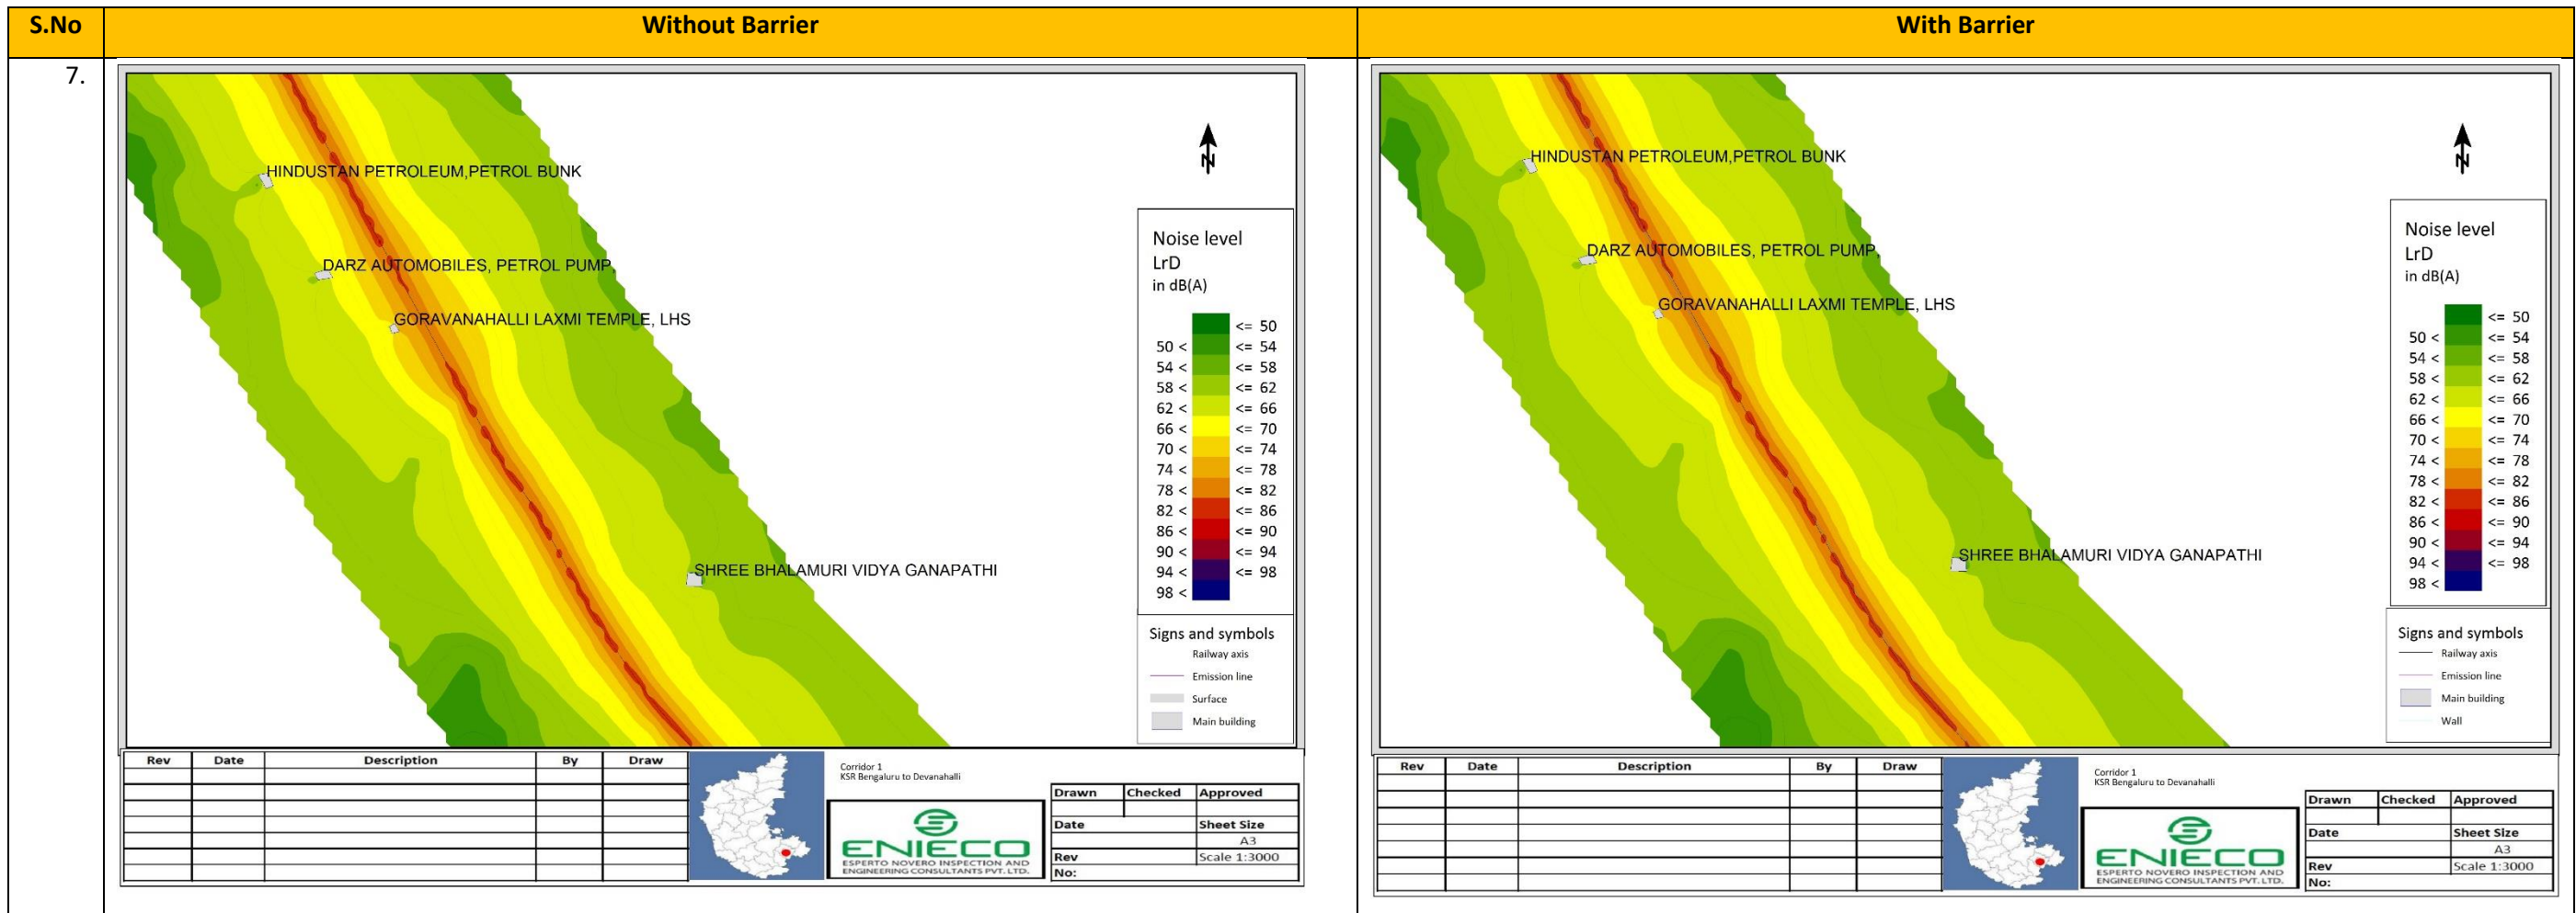 S.No Without Barrier With Barrier
7.
HINDUSTAN PETROLEUM,PETROL BUNK
DARZ AUTOMOBILES, PETROL PUMP,
GORAVANAHALLI LAXMI TEMPLE, LHS
SHREE BHALAMURI VIDYA GANAPATHI
N
Noise level
LrD
in dB(A)
<= 50
50 < <= 54
54 < <= 58
58 < <= 62
62 < <= 66
66 < <= 70
70 < <= 74
74 < <= 78
78 < <= 82
82 < <= 86
86 < <= 90
90 < <= 94
94 < <= 98
98 <
Signs and symbols
Railway axis
Emission line
Surface
Main building
Rev Date Description By Draw
Corridor 1
KSR Bengaluru to Devanahalli
ENIECO
ESPERTO NOVERO INSPECTION AND
ENGINEERING CONSULTANTS PVT. LTD.
Drawn Checked Approved
Date Sheet Size
A3
Rev Scale 1:3000
No:
HINDUSTAN PETROLEUM,PETROL BUNK
DARZ AUTOMOBILES, PETROL PUMP,
GORAVANAHALLI LAXMI TEMPLE, LHS
SHREE BHALAMURI VIDYA GANAPATHI
N
Noise level
LrD
in dB(A)
<= 50
50 < <= 54
54 < <= 58
58 < <= 62
62 < <= 66
66 < <= 70
70 < <= 74
74 < <= 78
78 < <= 82
82 < <= 86
86 < <= 90
90 < <= 94
94 < <= 98
98 <
Signs and symbols
Railway axis
Emission line
Main building
Wall
Rev Date Description By Draw
Corridor 1
KSR Bengaluru to Devanahalli
ENIECO
ESPERTO NOVERO INSPECTION AND
ENGINEERING CONSULTANTS PVT. LTD.
Drawn Checked Approved
Date Sheet Size
A3
Rev Scale 1:3000
No: